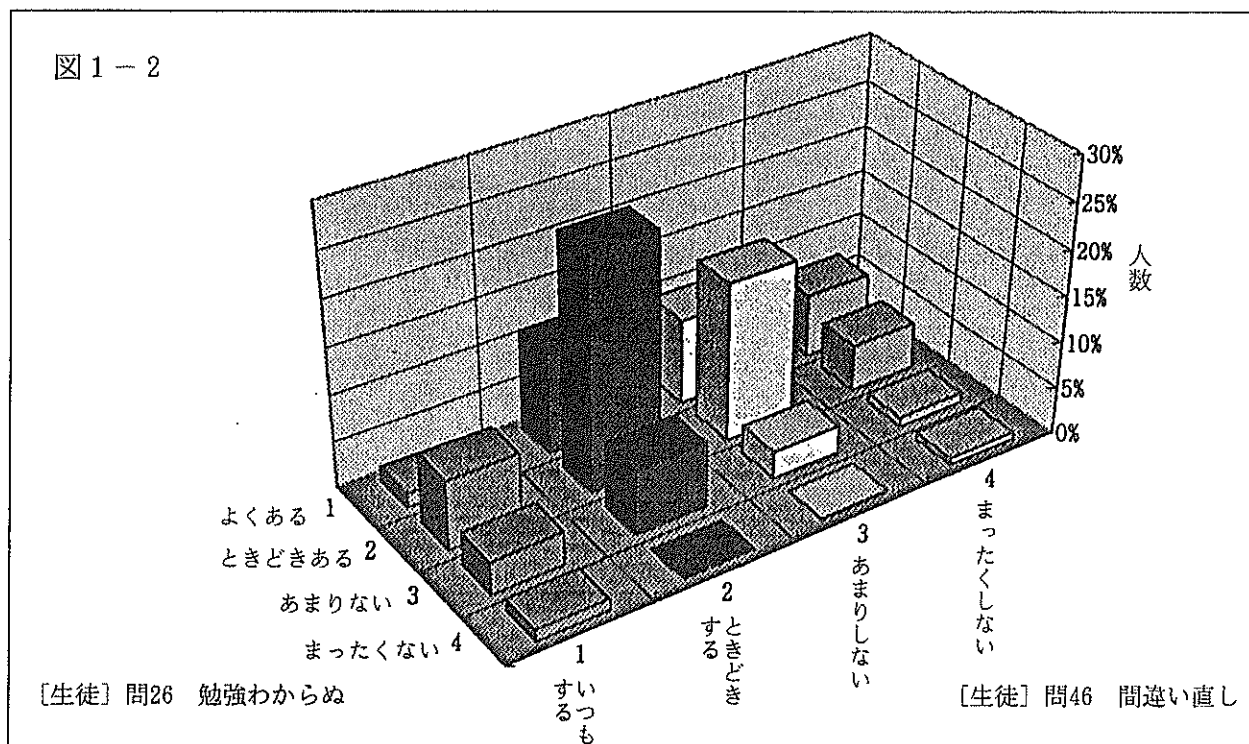 図1－2
30%
25%
20%
15%
10%
5%
0%
人数
よくある 1
ときどきある 2
あまりない 3
まったくない 4
1 いつもする
2 ときどきする
3 あまりしない
4 まったくしない
[生徒] 問26 勉強わからぬ
[生徒] 問46 間違い直し